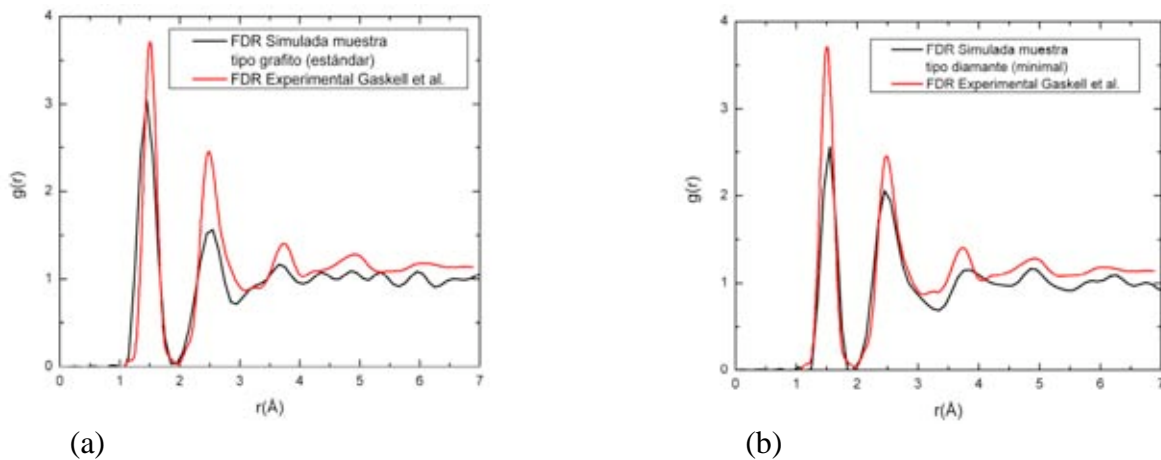 4
3
2
1
0
g(r)
FDR Simulada muestra
tipo grafito (estándar)
FDR Experimental Gaskell et al.
0 1 2 3 4 5 6 7
r(Å)
(a)
4
3
2
1
0
g(r)
FDR Simulada muestra
tipo diamante (minimal)
FDR Experimental Gaskell et al.
0 1 2 3 4 5 6 7
r(Å)
(b)